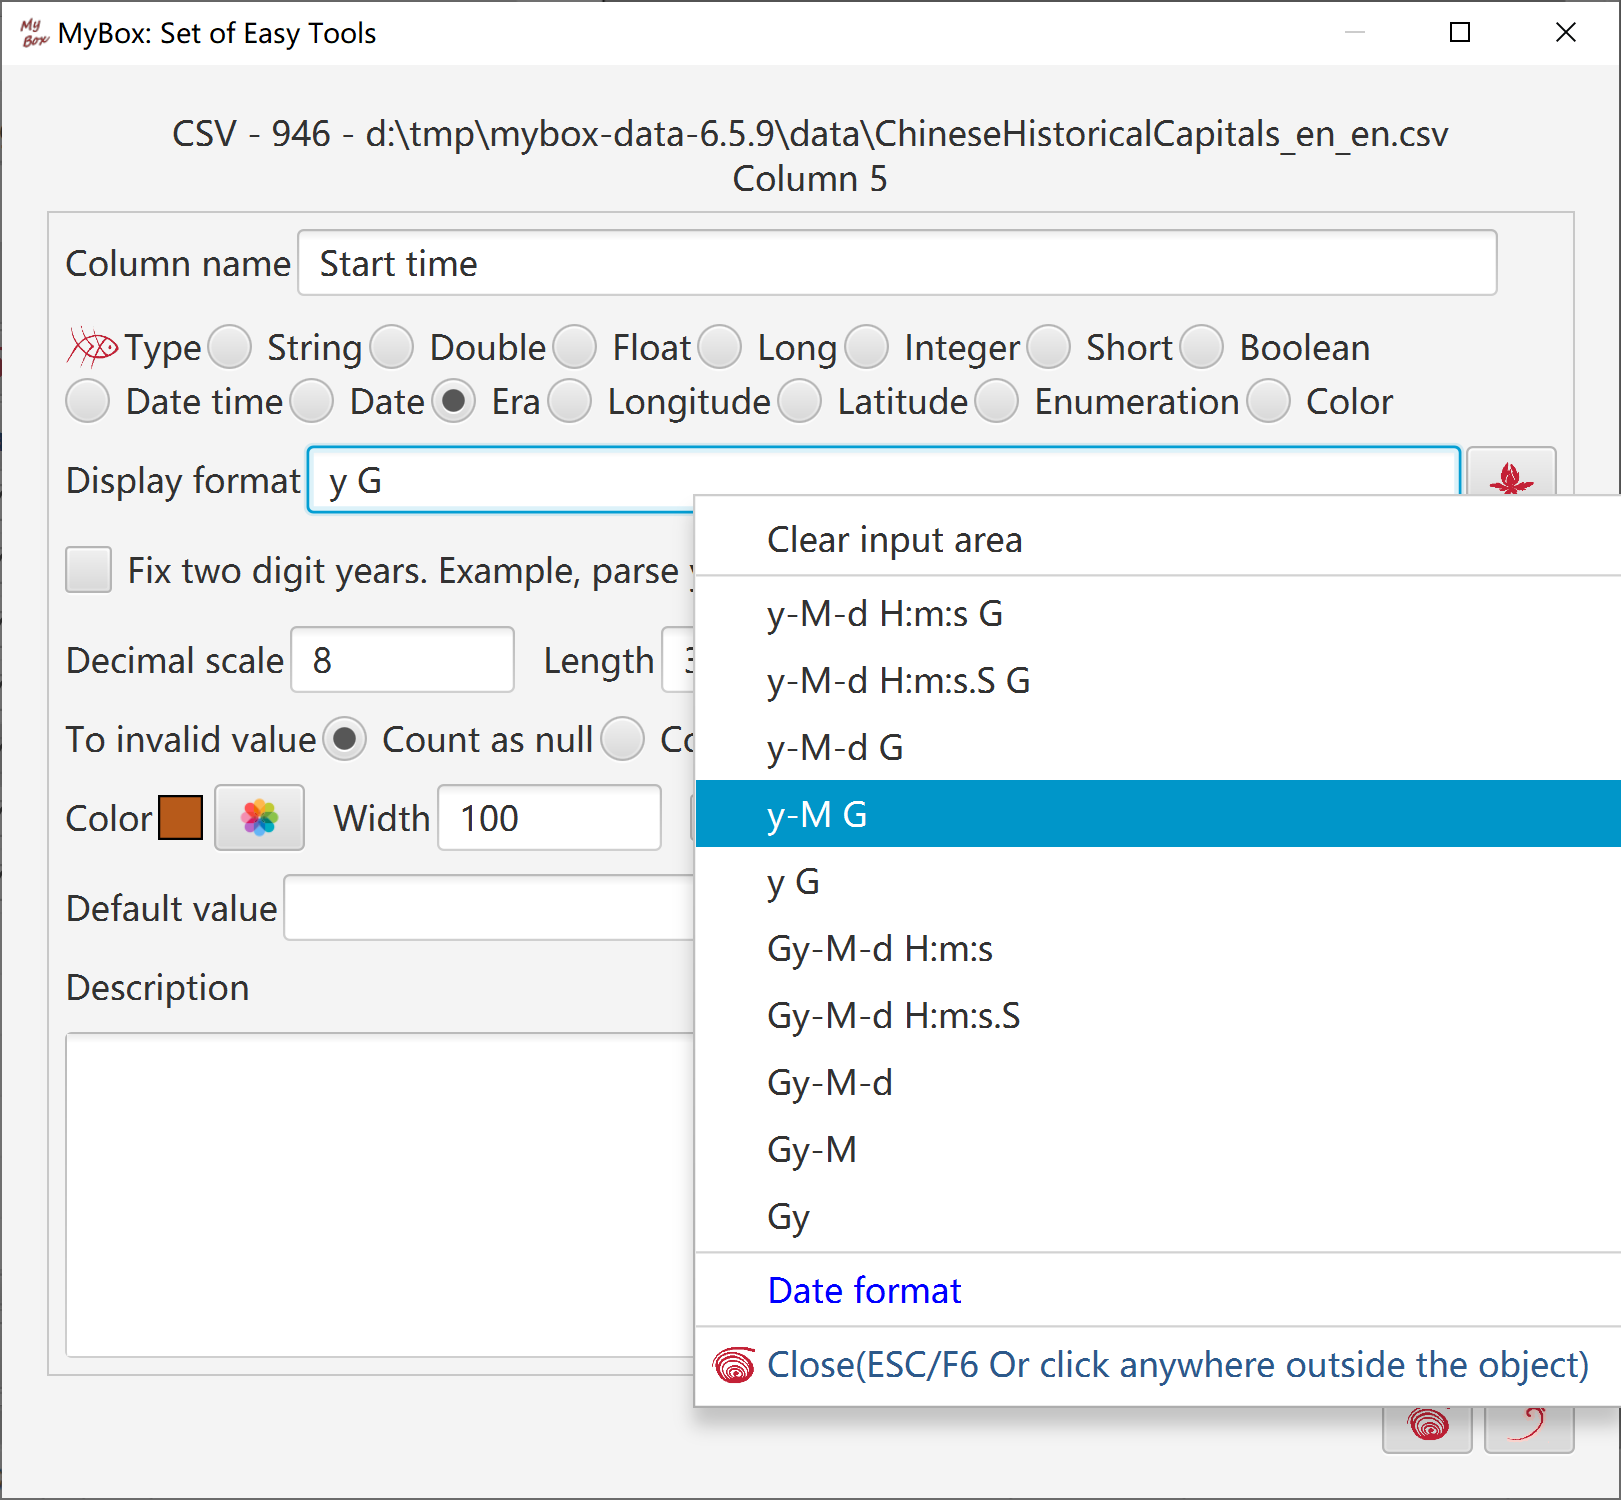 My Box MyBox: Set of Easy Tools
CSV - 946 - d:\tmp\mybox-data-6.5.9\data\ChineseHistoricalCapitals_en_en.csv
Column 5
Column name Start time
Type String Double Float Long Integer Short Boolean
Date time Date Era Longitude Latitude Enumeration Color
Display format y G
Fix two digit years. Example, parse
Decimal scale 8 Length
To invalid value Count as null
Color Width 100
Default value
Description
Clear input area
y-M-d H:m:s G
y-M-d H:m:s.S G
y-M-d G
y-M G
y G
Gy-M-d H:m:s
Gy-M-d H:m:s.S
Gy-M-d
Gy-M
Gy
Date format
Close(ESC/F6 Or click anywhere outside the object)